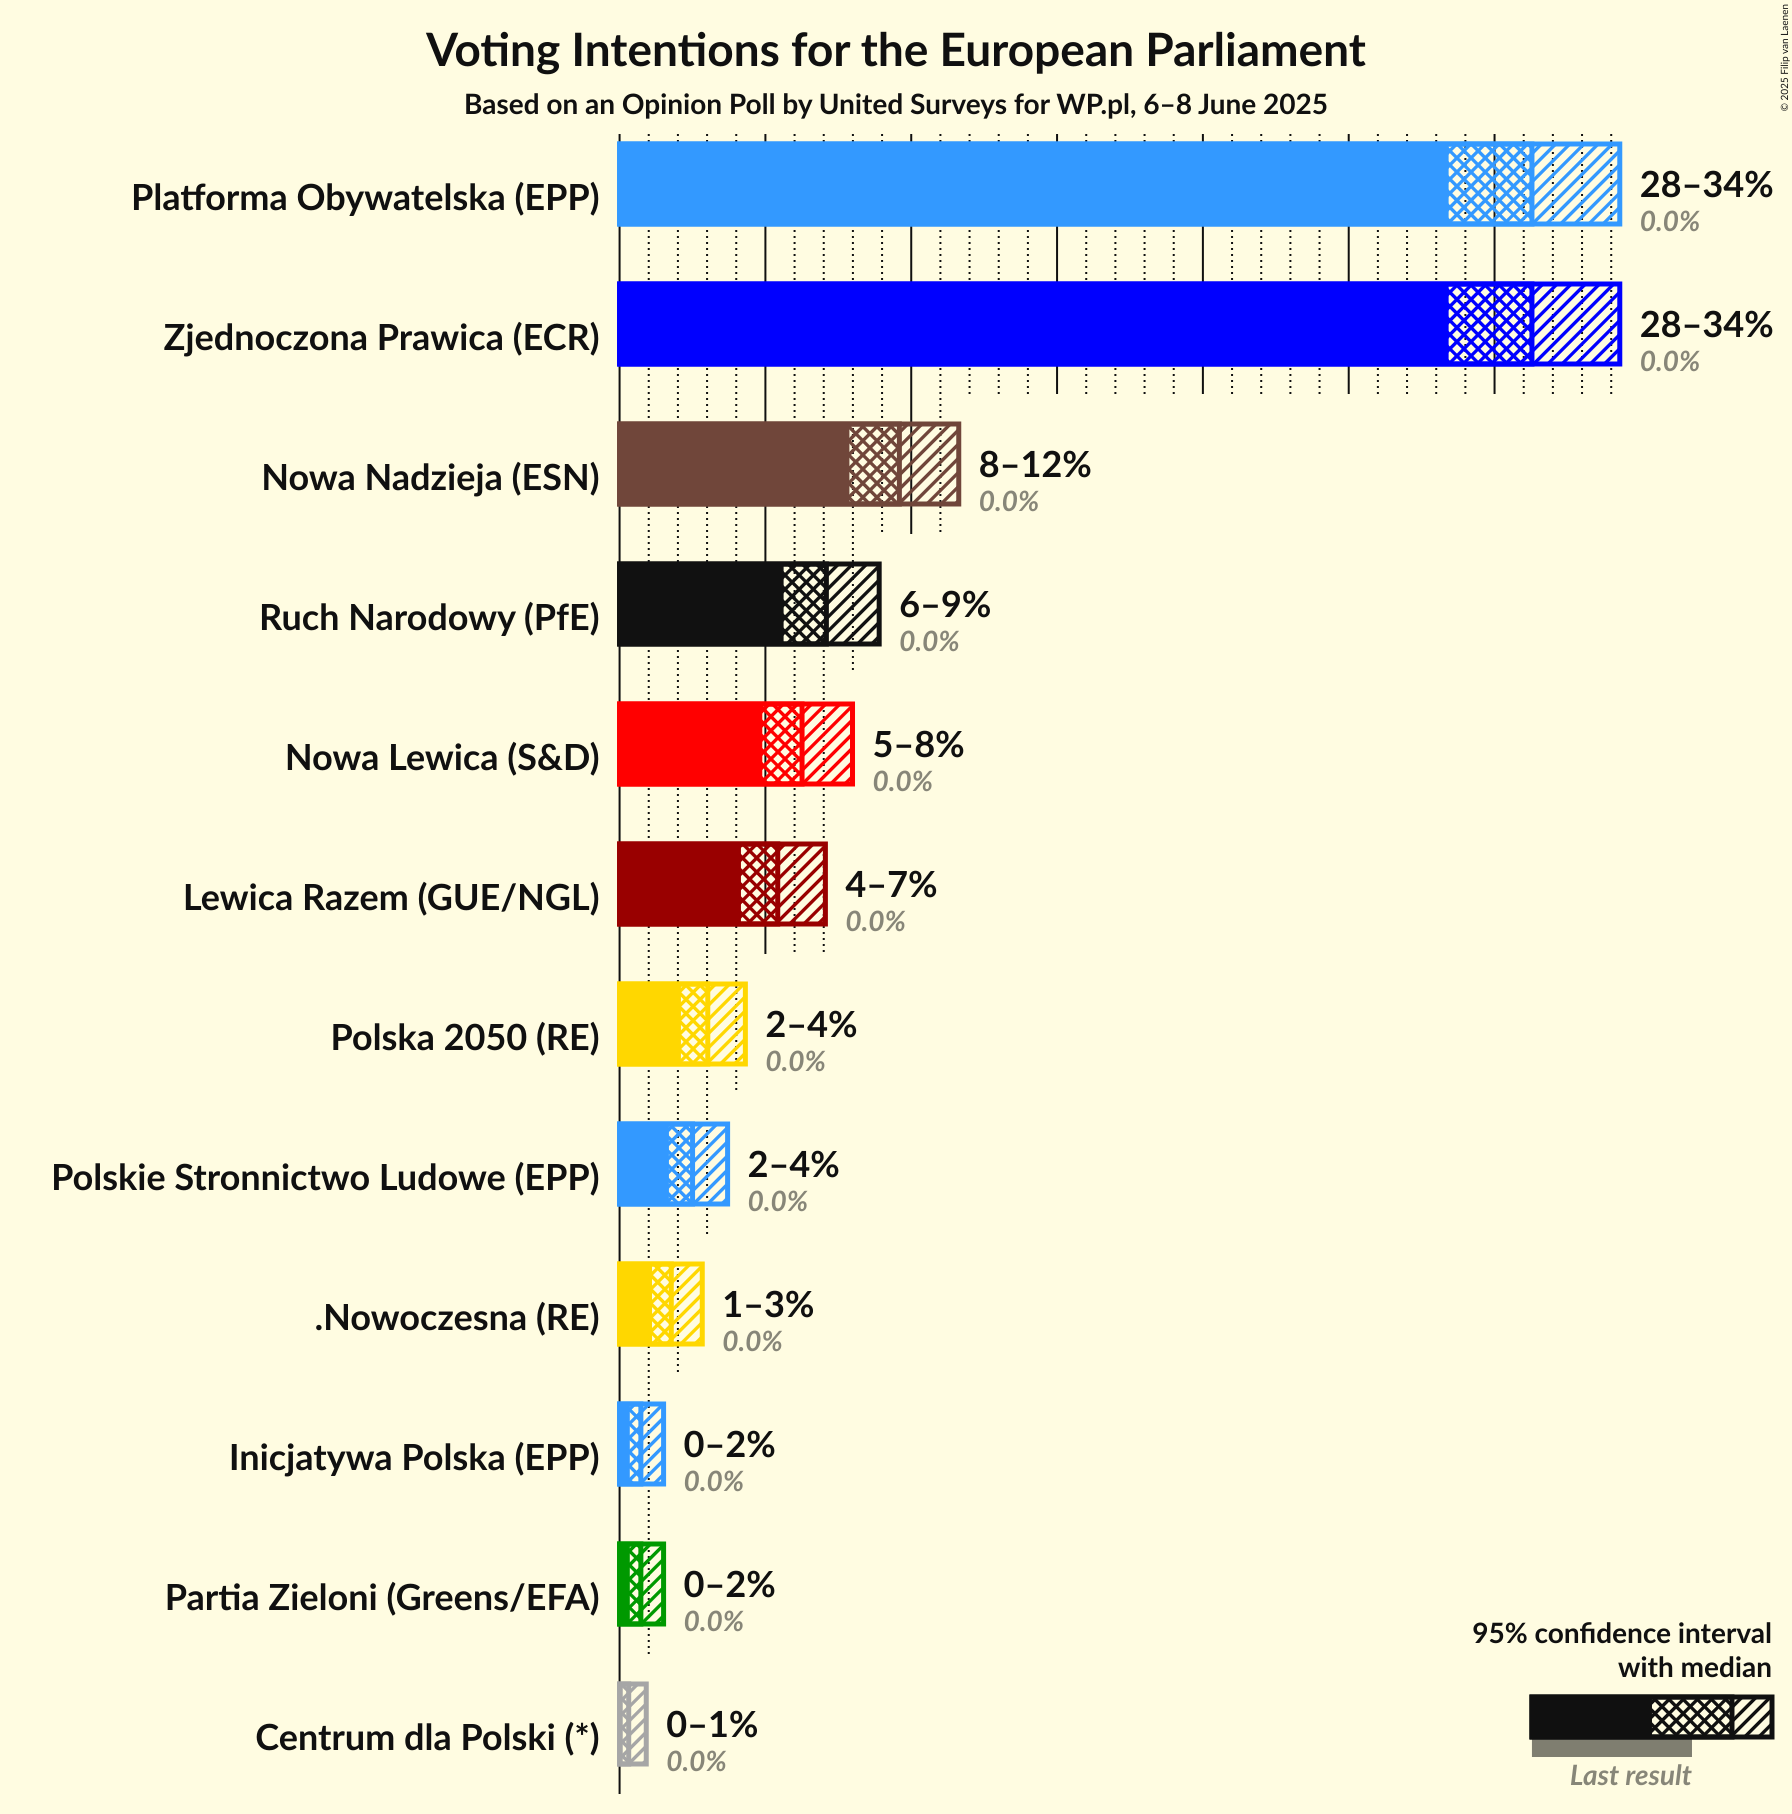 Voting Intentions for the European Parliament
Based on an Opinion Poll by United Surveys for WP.pl, 6–8 June 2025
© 2025 Filip van Laenen
Platforma Obywatelska (EPP)
28–34%
0.0%
Zjednoczona Prawica (ECR)
28–34%
0.0%
Nowa Nadzieja (ESN)
8–12%
0.0%
Ruch Narodowy (PfE)
6–9%
0.0%
Nowa Lewica (S&D)
5–8%
0.0%
Lewica Razem (GUE/NGL)
4–7%
0.0%
Polska 2050 (RE)
2–4%
0.0%
Polskie Stronnictwo Ludowe (EPP)
2–4%
0.0%
.Nowoczesna (RE)
1–3%
0.0%
Inicjatywa Polska (EPP)
0–2%
0.0%
Partia Zieloni (Greens/EFA)
0–2%
0.0%
Centrum dla Polski (*)
0–1%
0.0%
95% confidence interval
with median
Last result